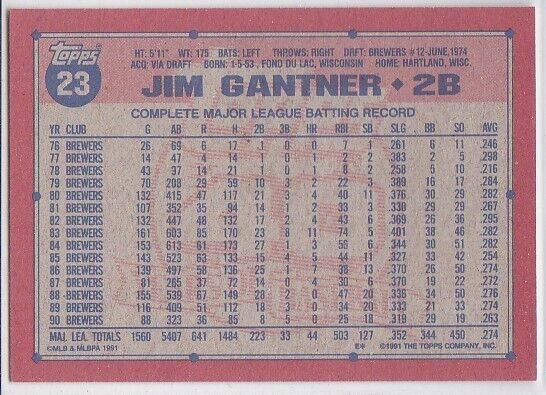 Topps
23
HT: 5'11" WT: 175 BATS: LEFT THROWS: RIGHT DRFT: BREWERS #12-JUNE, 1974
ACQ: VIA DRAFT BORN: 1-5-53, FOND DU LAC, WISCONSIN HOME: HARTLAND, WISC.
JIM GANTNER • 2B
COMPLETE MAJOR LEAGUE BATTING RECORD
YR CLUB G AB R H 2B 3B HR RBI SB SLG BB SO AVG
76 BREWERS 26 69 6 17 1 0 0 7 1 .261 6 11 .246
77 BREWERS 14 47 4 14 1 0 1 2 2 .383 2 5 .298
78 BREWERS 43 97 14 21 1 0 1 8 2 .258 5 10 .216
79 BREWERS 70 208 29 59 10 3 2 22 3 .389 16 17 .284
80 BREWERS 132 415 47 117 21 3 4 40 11 .376 30 29 .282
81 BREWERS 107 352 35 94 14 1 2 33 3 .330 29 29 .267
82 BREWERS 132 447 48 132 17 2 4 43 6 .369 26 36 .295
83 BREWERS 161 603 85 170 23 8 11 74 5 .401 38 46 .282
84 BREWERS 153 613 61 173 27 1 3 56 6 .344 30 51 .282
85 BREWERS 143 523 63 133 15 4 5 44 11 .327 33 42 .254
86 BREWERS 139 497 58 136 25 1 7 38 13 .370 26 50 .274
87 BREWERS 81 265 37 72 14 0 4 30 6 .370 19 22 .272
88 BREWERS 155 539 67 149 28 2 0 47 20 .336 34 50 .276
89 BREWERS 116 409 51 112 18 3 0 34 20 .333 21 33 .274
90 BREWERS 88 323 36 85 8 5 0 25 18 .319 29 19 .263
MAJ. LEA. TOTALS 1560 5407 641 1484 223 33 44 503 127 .352 344 450 .274
©MLB & MLBPA 1991 E* ©1991 THE TOPPS COMPANY, INC.